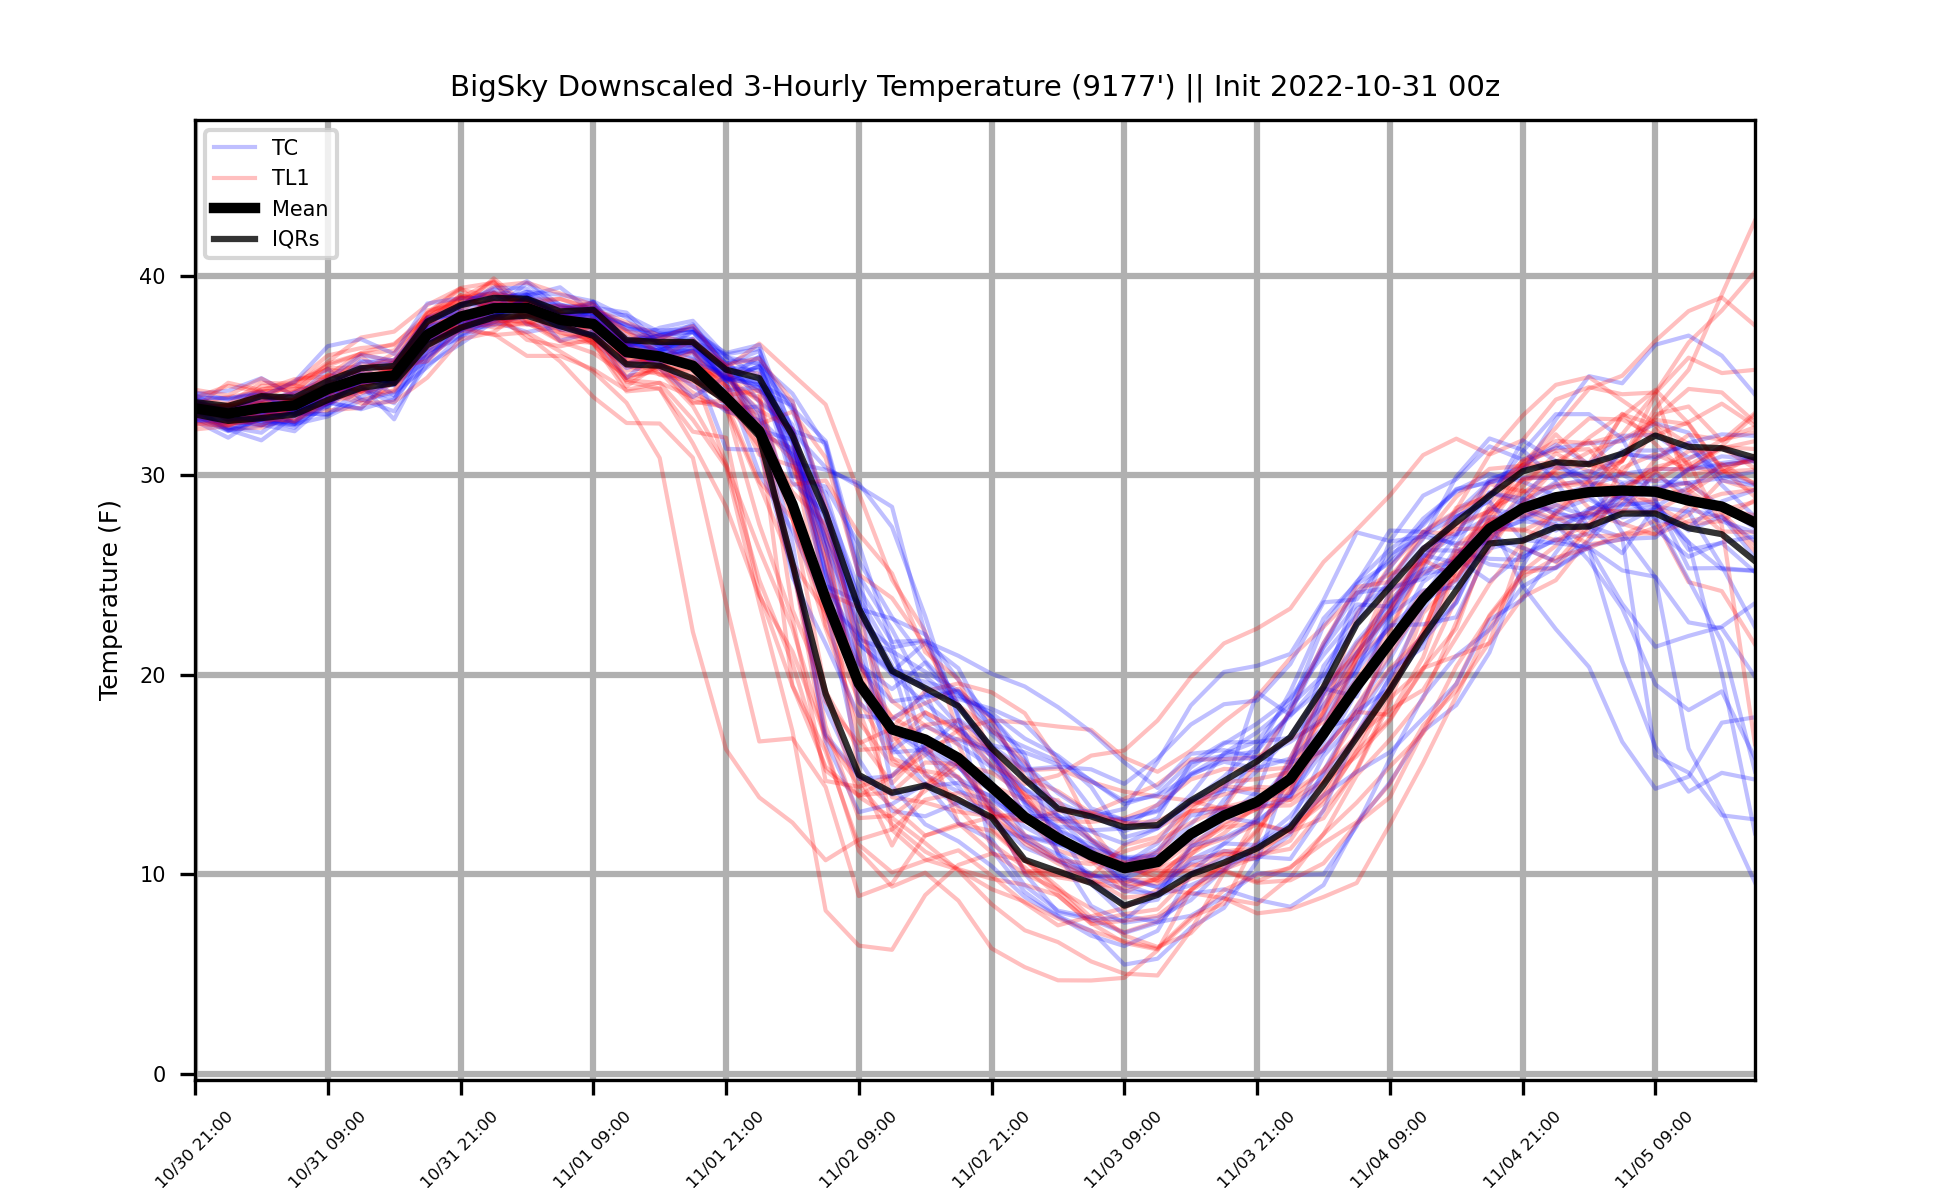 BigSky Downscaled 3-Hourly Temperature (9177') || Init 2022-10-31 00z
TC
TL1
Mean
IQRs
Temperature (F)
40
30
20
10
0
10/30 21:00
10/31 09:00
10/31 21:00
11/01 09:00
11/01 21:00
11/02 09:00
11/02 21:00
11/03 09:00
11/03 21:00
11/04 09:00
11/04 21:00
11/05 09:00